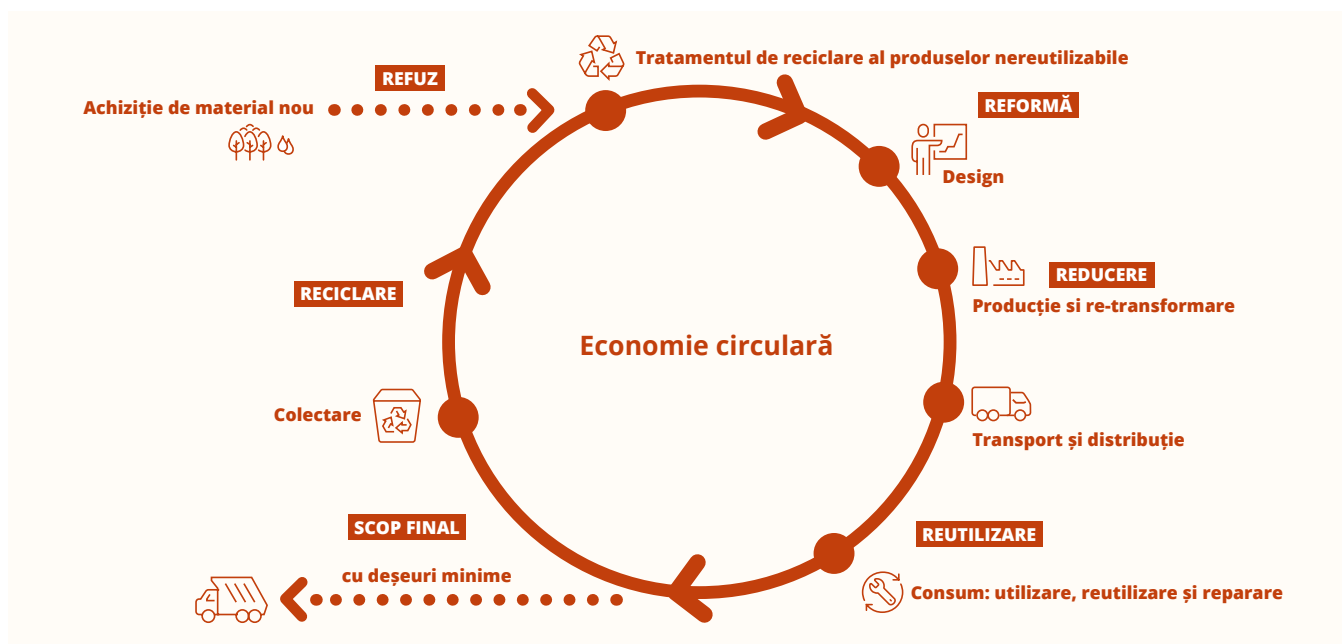 Tratamentul de reciclare al produselor nereutilizabile
REFUZ
Achiziție de material nou
REFORMĂ
Design
REDUCERE
Producție si re-transformare
RECICLARE
Economie circulară
Colectare
Transport și distribuție
SCOP FINAL
cu deșeuri minime
REUTILIZARE
Consum: utilizare, reutilizare și reparare